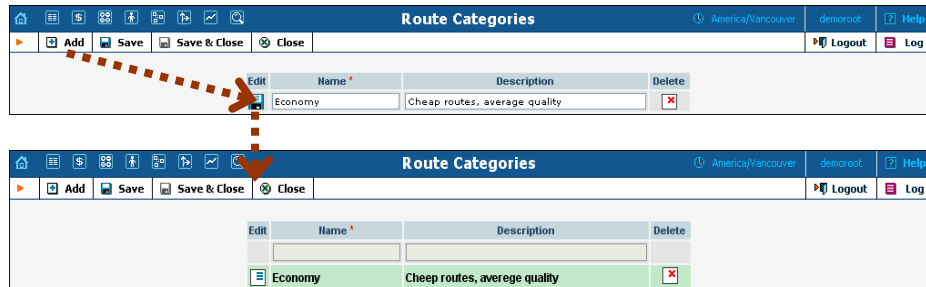 Route Categories America/Vancouver demoroot ? Help
Add Save Save & Close Close Logout Log
Edit Name * Description Delete
Economy Cheap routes, average quality
Route Categories America/Vancouver demoroot ? Help
Add Save Save & Close Close Logout Log
Edit Name * Description Delete
Economy Cheep routes, averege quality